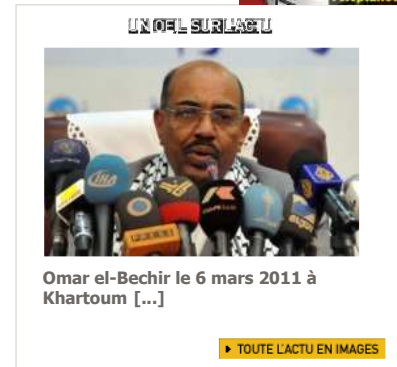 UN OEIL SUR L'ACTU
Omar el-Bechir le 6 mars 2011 à
Khartoum [...]
TOUTE L'ACTU EN IMAGES